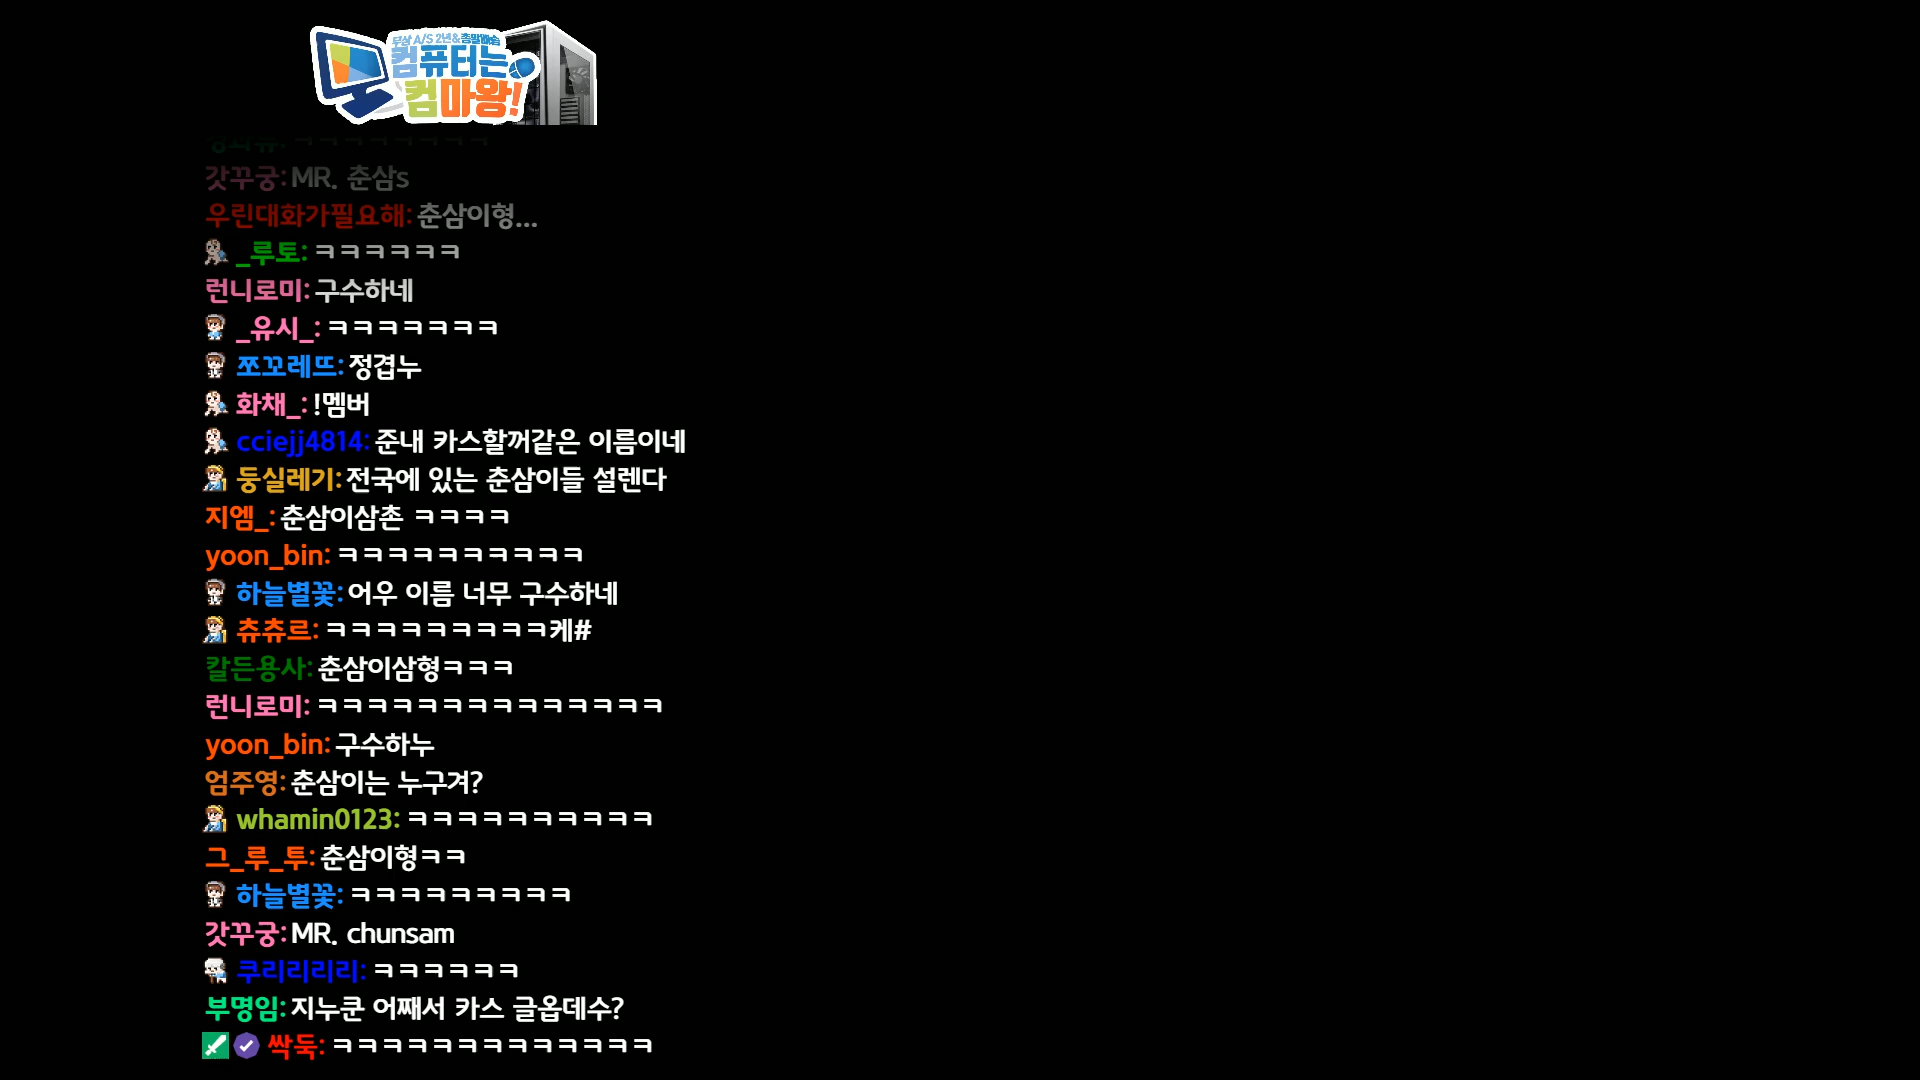 무상 A/S 2년&총알배송
컴퓨터는
컴마왕!
갓꾸궁: MR. 춘삼s
우린대화가필요해: 춘삼이형...
_루토: ㅋㅋㅋㅋㅋㅋ
런니로미: 구수하네
_유시_: ㅋㅋㅋㅋㅋㅋㅋ
쪼꼬레뜨: 정겹누
화채_: !멤버
cciejj4814: 준내 카스할꺼같은 이름이네
둥실레기: 전국에 있는 춘삼이들 설렌다
지엠_: 춘삼이삼촌 ㅋㅋㅋㅋ
yoon_bin: ㅋㅋㅋㅋㅋㅋㅋㅋㅋㅋ
하늘별꽃: 어우 이름 너무 구수하네
츄츄르: ㅋㅋㅋㅋㅋㅋㅋㅋㅋ케#
칼든용사: 춘삼이삼형ㅋㅋㅋ
런니로미: ㅋㅋㅋㅋㅋㅋㅋㅋㅋㅋㅋㅋㅋㅋ
yoon_bin: 구수하누
엄주영: 춘삼이는 누구겨?
whamin0123: ㅋㅋㅋㅋㅋㅋㅋㅋㅋㅋ
그_루_투: 춘삼이형ㅋㅋ
하늘별꽃: ㅋㅋㅋㅋㅋㅋㅋㅋㅋ
갓꾸궁: MR. chunsam
쿠리리리리: ㅋㅋㅋㅋㅋㅋ
부명임: 지누쿤 어째서 카스 글옵데수?
싹둑: ㅋㅋㅋㅋㅋㅋㅋㅋㅋㅋㅋㅋㅋ